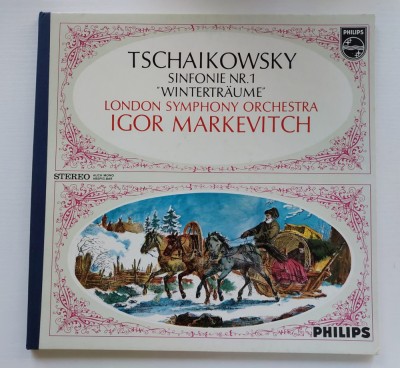 PHILIPS
TSCHAIKOWSKY
SINFONIE NR.1
"WINTERTRÄUME"
LONDON SYMPHONY ORCHESTRA
IGOR MARKEVITCH
STEREO
PHILIPS